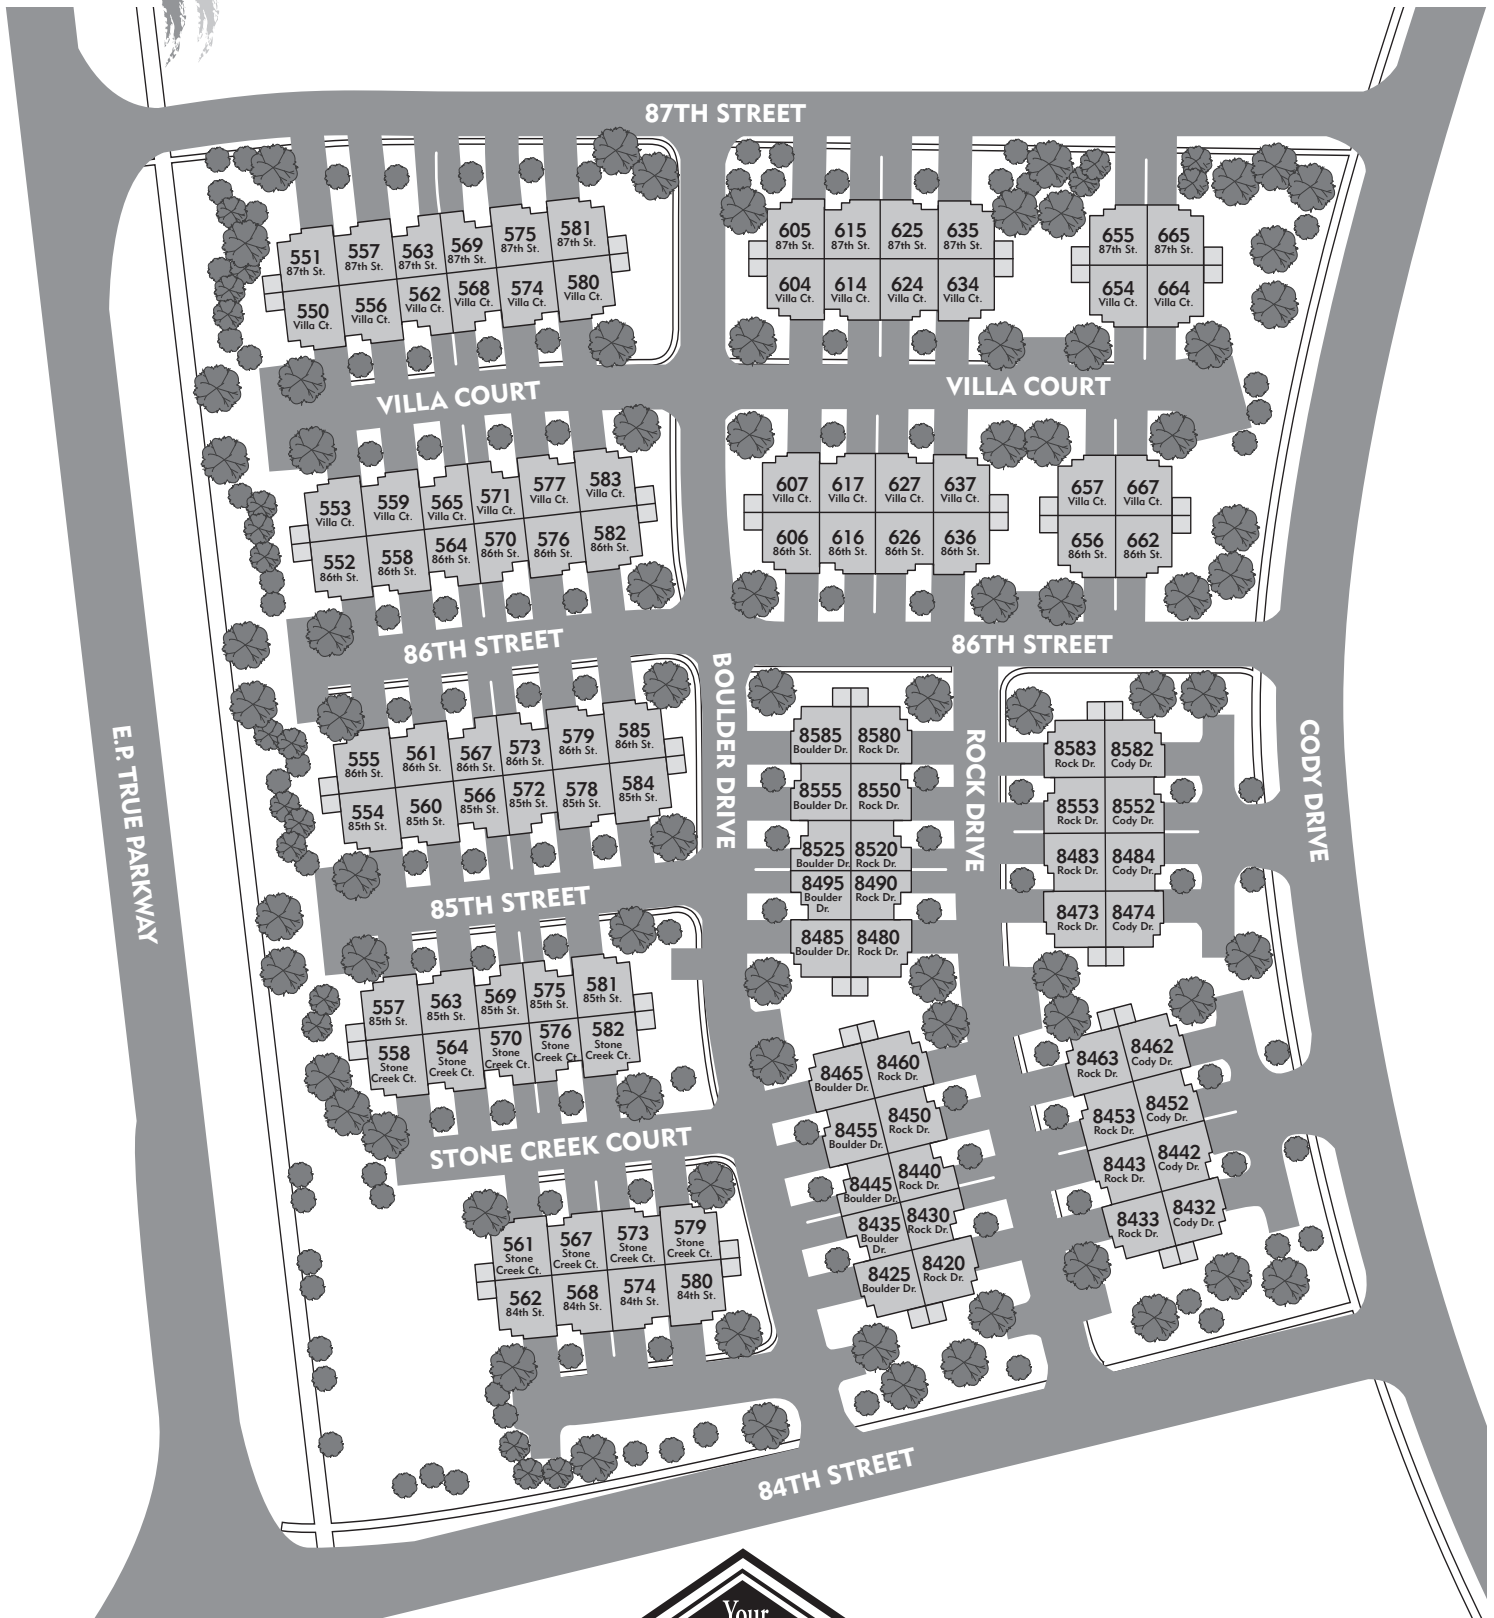 87TH STREET
551
87th St.
557
87th St.
563
87th St.
569
87th St.
575
87th St.
581
87th St.
550
Villa Ct.
556
Villa Ct.
562
Villa Ct.
568
Villa Ct.
574
Villa Ct.
580
Villa Ct.
605
87th St.
615
87th St.
625
87th St.
635
87th St.
604
Villa Ct.
614
Villa Ct.
624
Villa Ct.
634
Villa Ct.
655
87th St.
665
87th St.
654
Villa Ct.
664
Villa Ct.
VILLA COURT
VILLA COURT
553
Villa Ct.
559
Villa Ct.
565
Villa Ct.
571
Villa Ct.
577
Villa Ct.
583
Villa Ct.
552
86th St.
558
86th St.
564
86th St.
570
86th St.
576
86th St.
582
86th St.
607
Villa Ct.
617
Villa Ct.
627
Villa Ct.
637
Villa Ct.
606
86th St.
616
86th St.
626
86th St.
636
86th St.
657
Villa Ct.
667
Villa Ct.
656
86th St.
662
86th St.
86TH STREET
86TH STREET
555
86th St.
561
86th St.
567
86th St.
573
86th St.
579
86th St.
585
86th St.
554
85th St.
560
85th St.
566
85th St.
572
85th St.
578
85th St.
584
85th St.
E.P. TRUE PARKWAY
BOULDER DRIVE
ROCK DRIVE
CODY DRIVE
8585
Boulder Dr.
8580
Rock Dr.
8555
Boulder Dr.
8550
Rock Dr.
8525
Boulder Dr.
8520
Rock Dr.
8495
Boulder
Dr.
8490
Rock Dr.
8485
Boulder Dr.
8480
Rock Dr.
8583
Rock Dr.
8582
Cody Dr.
8553
Rock Dr.
8552
Cody Dr.
8483
Rock Dr.
8484
Cody Dr.
8473
Rock Dr.
8474
Cody Dr.
85TH STREET
557
85th St.
563
85th St.
569
85th St.
575
85th St.
581
85th St.
558
Stone
Creek Ct.
564
Stone
Creek Ct.
570
Stone
Creek Ct.
576
Stone
Creek Ct.
582
Stone
Creek Ct.
8465
Boulder Dr.
8460
Rock Dr.
8455
Boulder Dr.
8450
Rock Dr.
8445
Boulder Dr.
8440
Rock Dr.
8435
Boulder
Dr.
8430
Rock Dr.
8425
Boulder Dr.
8420
Rock Dr.
8463
Rock Dr.
8462
Cody Dr.
8453
Rock Dr.
8452
Cody Dr.
8443
Rock Dr.
8442
Cody Dr.
8433
Rock Dr.
8432
Cody Dr.
STONE CREEK COURT
561
Stone
Creek Ct.
567
Stone
Creek Ct.
573
Stone
Creek Ct.
579
Stone
Creek Ct.
562
84th St.
568
84th St.
574
84th St.
580
84th St.
84TH STREET
Your